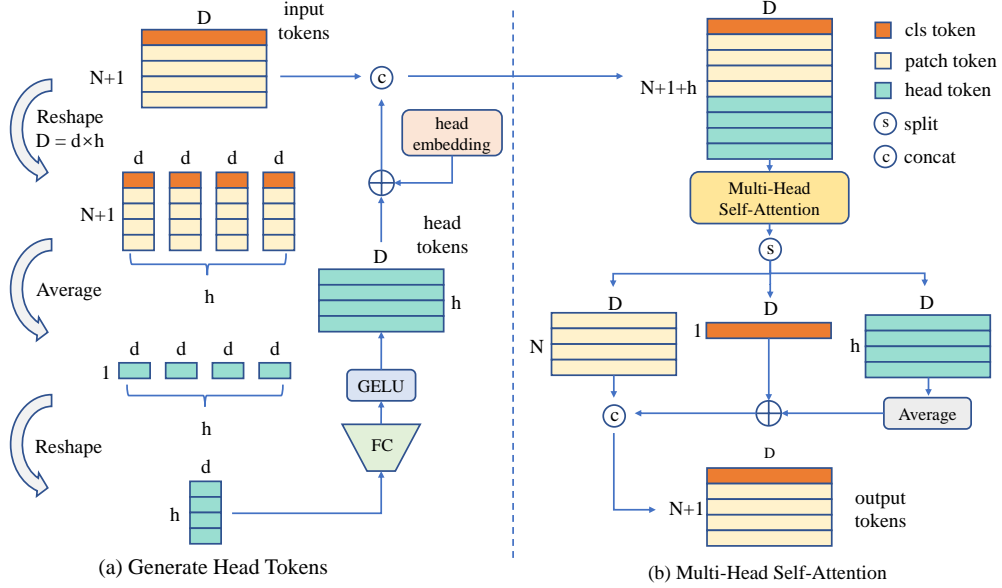 D
input
tokens
N+1
c
Reshape
D = d×h
head
embedding
d
d
d
d
N+1
h
head
tokens
D
h
Average
d
d
d
d
1
h
GELU
FC
Reshape
d
h
(a) Generate Head Tokens
D
N+1+h
cls token
patch token
head token
s
split
c
concat
Multi-Head
Self-Attention
s
D
D
D
N
1
h
c
Average
D
N+1
output
tokens
(b) Multi-Head Self-Attention